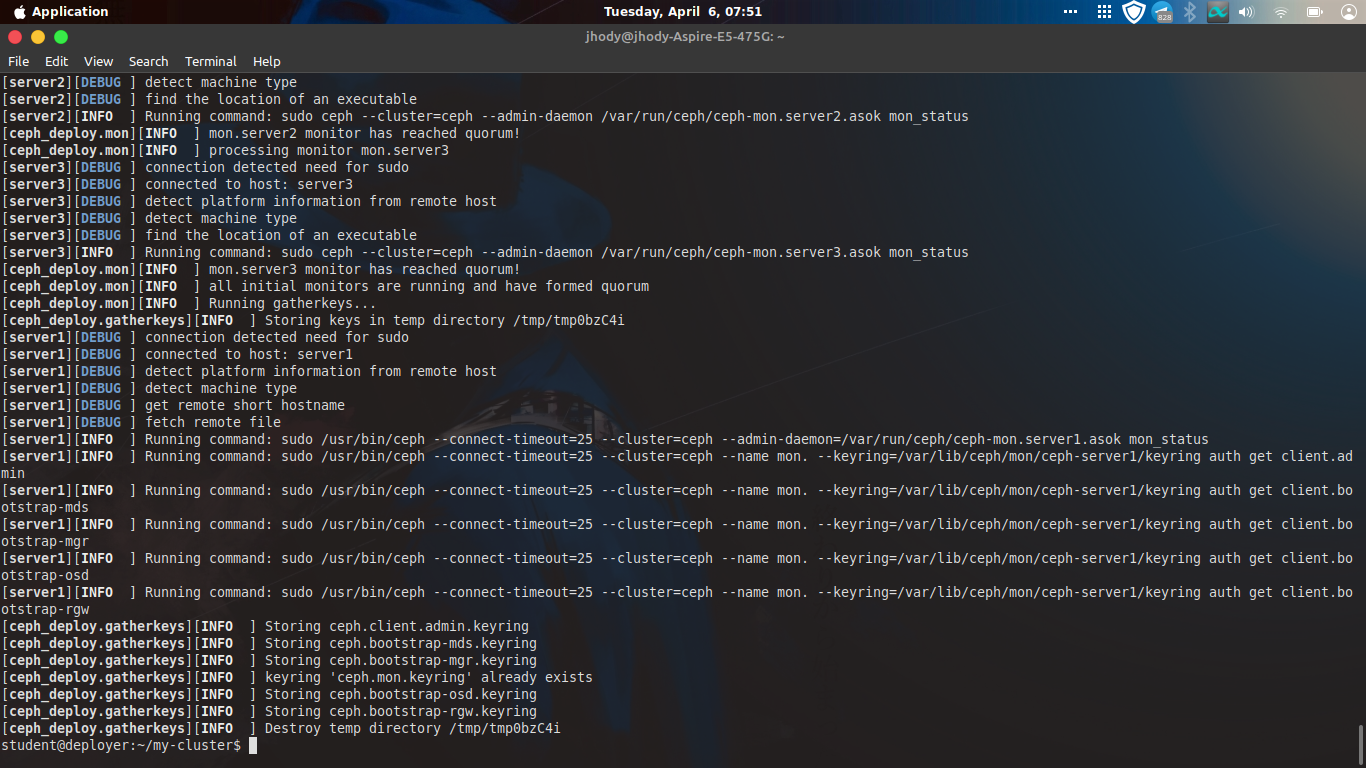 Application
Tuesday, April 6, 07:51
828
jhody@jhody-Aspire-E5-475G: ~
File Edit View Search Terminal Help
[server2][DEBUG ] detect machine type
[server2][DEBUG ] find the location of an executable
[server2][INFO  ] Running command: sudo ceph --cluster=ceph --admin-daemon /var/run/ceph/ceph-mon.server2.asok mon_status
[ceph_deploy.mon][INFO  ] mon.server2 monitor has reached quorum!
[ceph_deploy.mon][INFO  ] processing monitor mon.server3
[server3][DEBUG ] connection detected need for sudo
[server3][DEBUG ] connected to host: server3
[server3][DEBUG ] detect platform information from remote host
[server3][DEBUG ] detect machine type
[server3][DEBUG ] find the location of an executable
[server3][INFO  ] Running command: sudo ceph --cluster=ceph --admin-daemon /var/run/ceph/ceph-mon.server3.asok mon_status
[ceph_deploy.mon][INFO  ] mon.server3 monitor has reached quorum!
[ceph_deploy.mon][INFO  ] all initial monitors are running and have formed quorum
[ceph_deploy.mon][INFO  ] Running gatherkeys...
[ceph_deploy.gatherkeys][INFO  ] Storing keys in temp directory /tmp/tmp0bzC4i
[server1][DEBUG ] connection detected need for sudo
[server1][DEBUG ] connected to host: server1
[server1][DEBUG ] detect platform information from remote host
[server1][DEBUG ] detect machine type
[server1][DEBUG ] get remote short hostname
[server1][DEBUG ] fetch remote file
[server1][INFO  ] Running command: sudo /usr/bin/ceph --connect-timeout=25 --cluster=ceph --admin-daemon=/var/run/ceph/ceph-mon.server1.asok mon_status
[server1][INFO  ] Running command: sudo /usr/bin/ceph --connect-timeout=25 --cluster=ceph --name mon. --keyring=/var/lib/ceph/mon/ceph-server1/keyring auth get client.ad
min
[server1][INFO  ] Running command: sudo /usr/bin/ceph --connect-timeout=25 --cluster=ceph --name mon. --keyring=/var/lib/ceph/mon/ceph-server1/keyring auth get client.bo
otstrap-mds
[server1][INFO  ] Running command: sudo /usr/bin/ceph --connect-timeout=25 --cluster=ceph --name mon. --keyring=/var/lib/ceph/mon/ceph-server1/keyring auth get client.bo
otstrap-mgr
[server1][INFO  ] Running command: sudo /usr/bin/ceph --connect-timeout=25 --cluster=ceph --name mon. --keyring=/var/lib/ceph/mon/ceph-server1/keyring auth get client.bo
otstrap-osd
[server1][INFO  ] Running command: sudo /usr/bin/ceph --connect-timeout=25 --cluster=ceph --name mon. --keyring=/var/lib/ceph/mon/ceph-server1/keyring auth get client.bo
otstrap-rgw
[ceph_deploy.gatherkeys][INFO  ] Storing ceph.client.admin.keyring
[ceph_deploy.gatherkeys][INFO  ] Storing ceph.bootstrap-mds.keyring
[ceph_deploy.gatherkeys][INFO  ] Storing ceph.bootstrap-mgr.keyring
[ceph_deploy.gatherkeys][INFO  ] keyring 'ceph.mon.keyring' already exists
[ceph_deploy.gatherkeys][INFO  ] Storing ceph.bootstrap-osd.keyring
[ceph_deploy.gatherkeys][INFO  ] Storing ceph.bootstrap-rgw.keyring
[ceph_deploy.gatherkeys][INFO  ] Destroy temp directory /tmp/tmp0bzC4i
student@deployer:~/my-cluster$